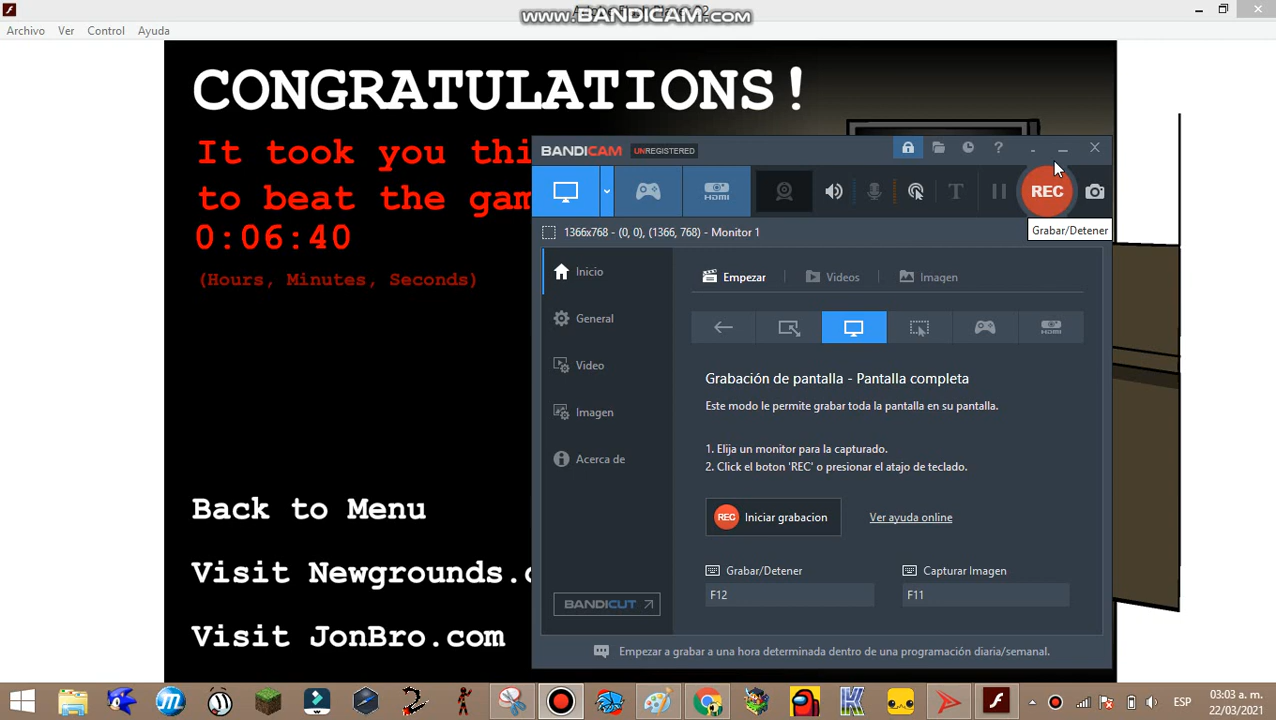 www.BANDICAM.com
Archivo Ver Control Ayuda
CONGRATULATIONS!
It took you thi
to beat the gam
0:06:40
(Hours, Minutes, Seconds)
Back to Menu
Visit Newgrounds.c
Visit JonBro.com
BANDICAM UNREGISTERED
REC
Grabar/Detener
1366x768 - (0, 0), (1366, 768) - Monitor 1
Inicio
General
Video
Imagen
Acerca de
BANDICUT
Empezar Videos Imagen
HDMI
Grabación de pantalla - Pantalla completa
Este modo le permite grabar toda la pantalla en su pantalla.
1. Elija un monitor para la capturado.
2. Click el boton 'REC' o presionar el atajo de teclado.
REC Iniciar grabacion Ver ayuda online
Grabar/Detener Capturar Imagen
F12 F11
Empezar a grabar a una hora determinada dentro de una programación diaria/semanal.
ESP
03:03 a. m.
22/03/2021